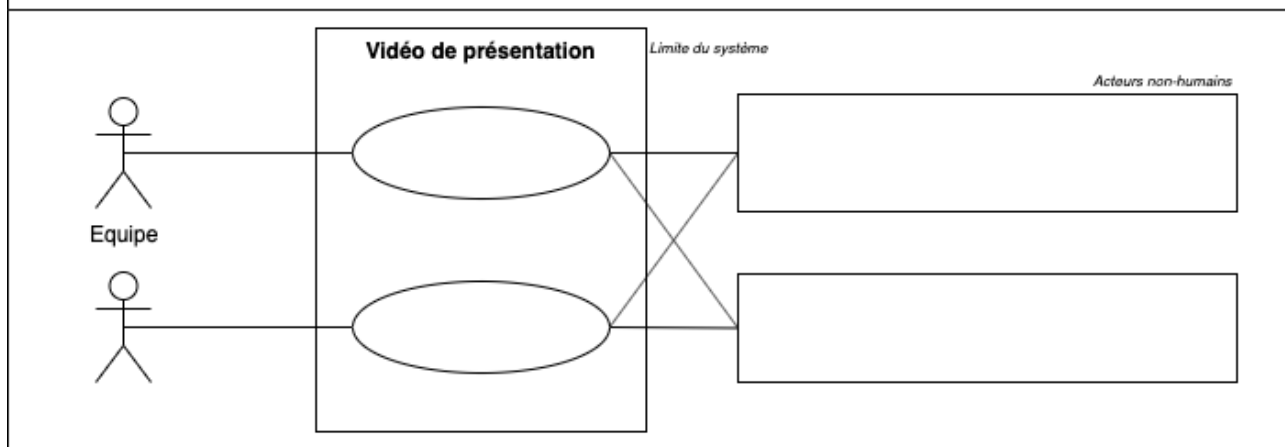 Vidéo de présentation
Limite du système
Acteurs non-humains
Equipe